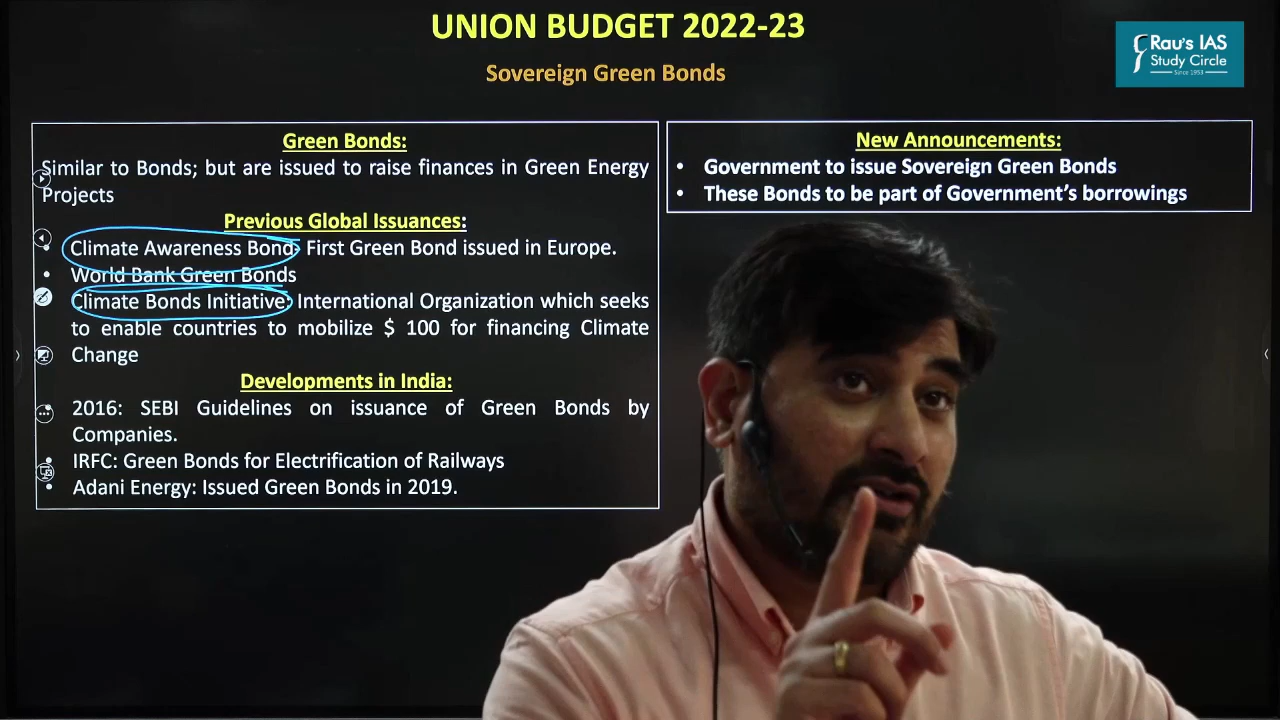 UNION BUDGET 2022-23
Sovereign Green Bonds
Rau's IAS
Study Circle
Since 1953
Green Bonds:
Similar to Bonds; but are issued to raise finances in Green Energy
Projects
Previous Global Issuances:
• Climate Awareness Bond- First Green Bond issued in Europe.
• World Bank Green Bonds
Climate Bonds Initiative: International Organization which seeks
to enable countries to mobilize $ 100 for financing Climate
Change
Developments in India:
2016: SEBI Guidelines on issuance of Green Bonds by
Companies.
• IRFC: Green Bonds for Electrification of Railways
• Adani Energy: Issued Green Bonds in 2019.
New Announcements:
• Government to issue Sovereign Green Bonds
• These Bonds to be part of Government's borrowings